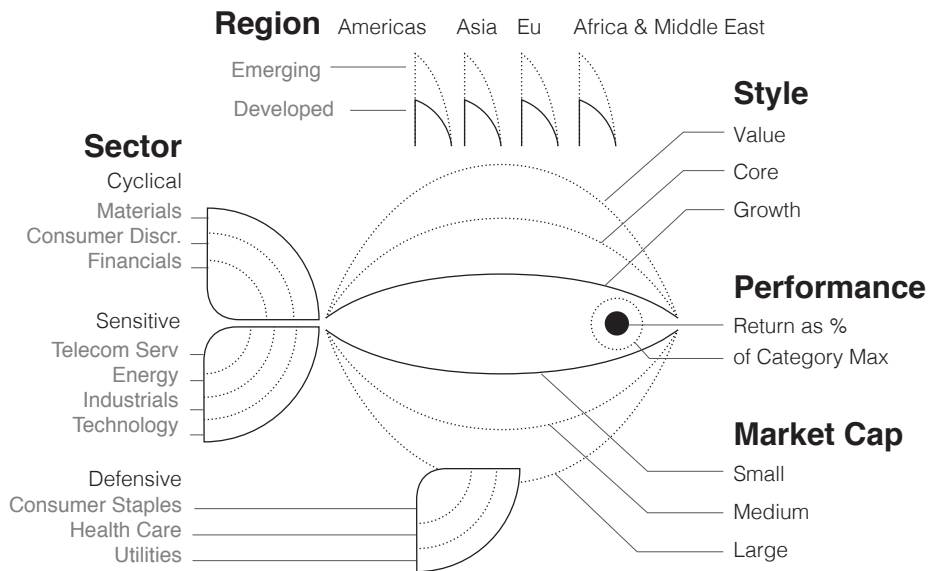 Region Americas Asia Eu Africa & Middle East
Emerging
Developed
Style
Value
Core
Growth
Sector
Cyclical
Materials
Consumer Discr.
Financials
Sensitive
Telecom Serv
Energy
Industrials
Technology
Performance
Return as %
of Category Max
Market Cap
Small
Medium
Large
Defensive
Consumer Staples
Health Care
Utilities